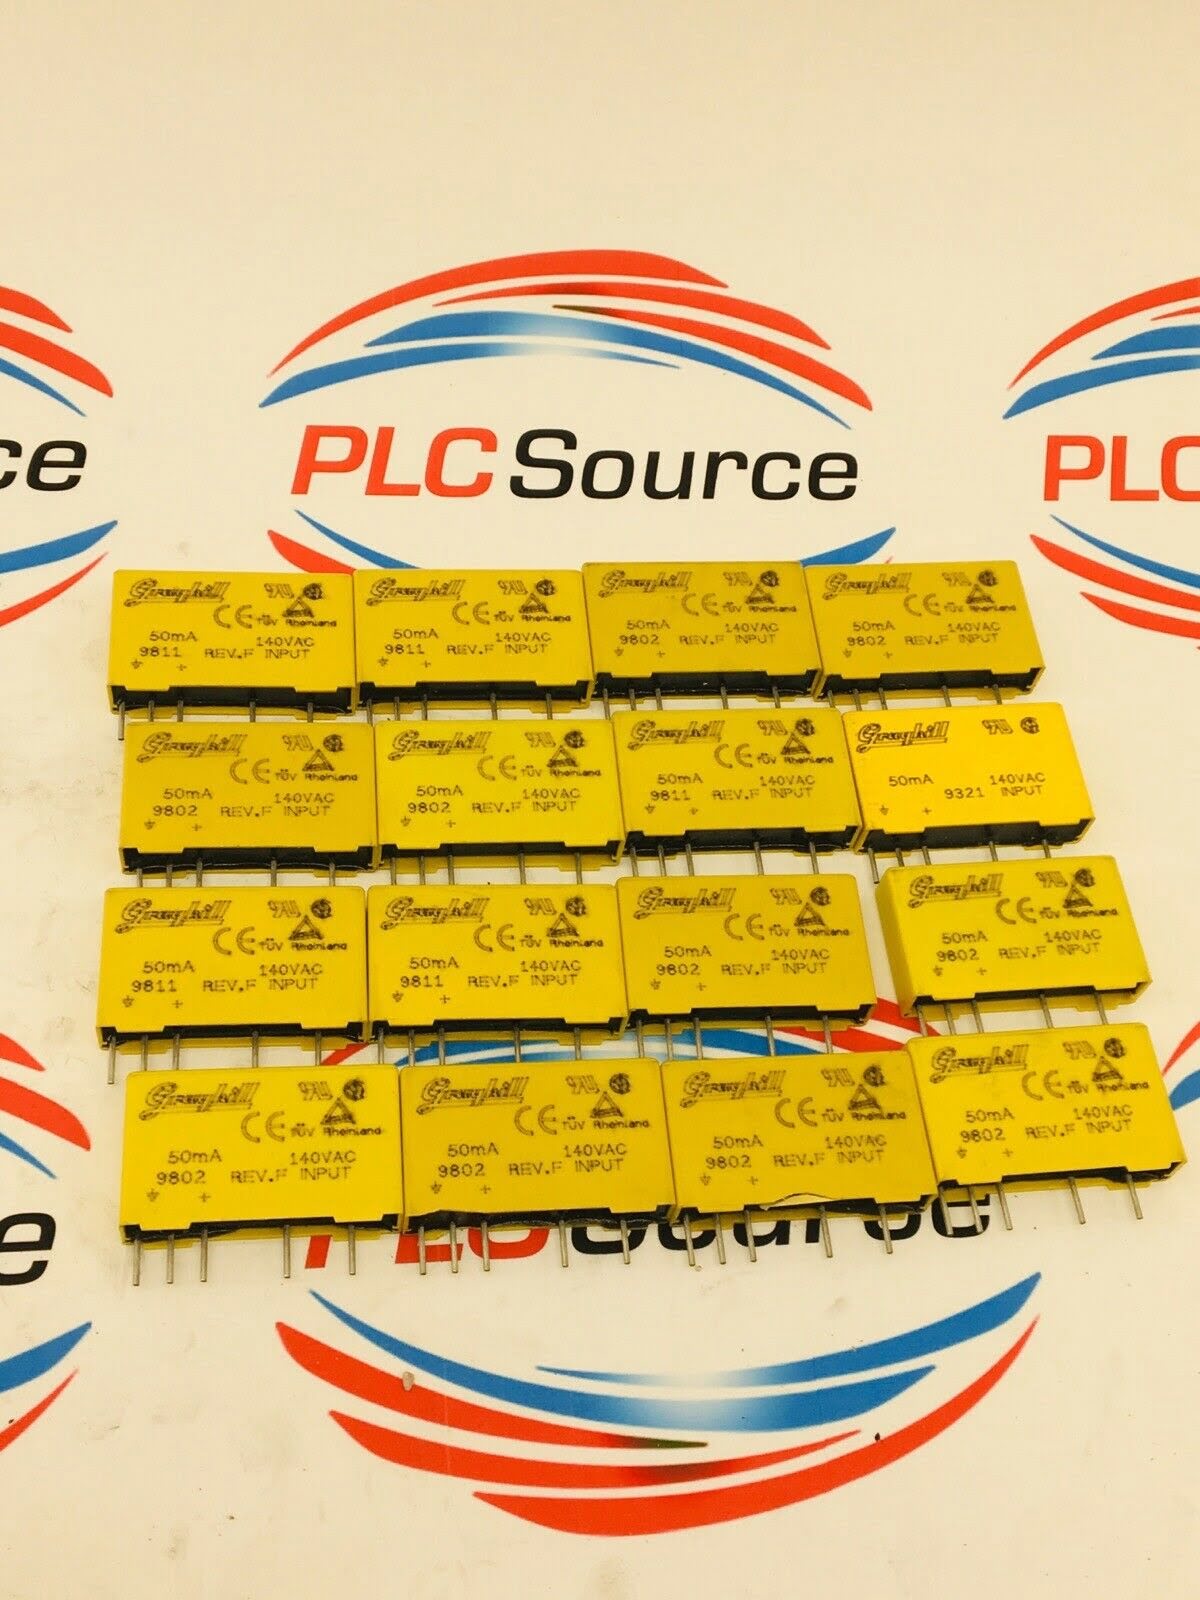 ce
PLC Source
PLC
Grayhill
CE TÜV Rheinland
50mA 140VAC
9811 REV.F INPUT
+
Grayhill
CE TÜV Rheinland
50mA 140VAC
9811 REV.F INPUT
+
Grayhill
CE TÜV Rheinland
50mA 140VAC
9802 REV.F INPUT
+
Grayhill
CE TÜV Rheinland
50mA 140VAC
9802 REV.F INPUT
+
Grayhill
CE TÜV Rheinland
50mA 140VAC
9802 REV.F INPUT
+
Grayhill
CE TÜV Rheinland
50mA 140VAC
9802 REV.F INPUT
+
Grayhill
CE TÜV Rheinland
50mA 140VAC
9811 REV.F INPUT
+
Grayhill
50mA 140VAC
9321 INPUT
+
Grayhill
CE TÜV Rheinland
50mA 140VAC
9811 REV.F INPUT
+
Grayhill
CE TÜV Rheinland
50mA 140VAC
9811 REV.F INPUT
+
Grayhill
CE TÜV Rheinland
50mA 140VAC
9802 REV.F INPUT
+
Grayhill
CE TÜV Rheinland
50mA 140VAC
9802 REV.F INPUT
+
Grayhill
CE TÜV Rheinland
50mA 140VAC
9802 REV.F INPUT
+
Grayhill
CE TÜV Rheinland
50mA 140VAC
9802 REV.F INPUT
+
Grayhill
CE TÜV Rheinland
50mA 140VAC
9802 REV.F INPUT
+
Grayhill
CE TÜV Rheinland
50mA 140VAC
9802 REV.F INPUT
+
e
PLC Source